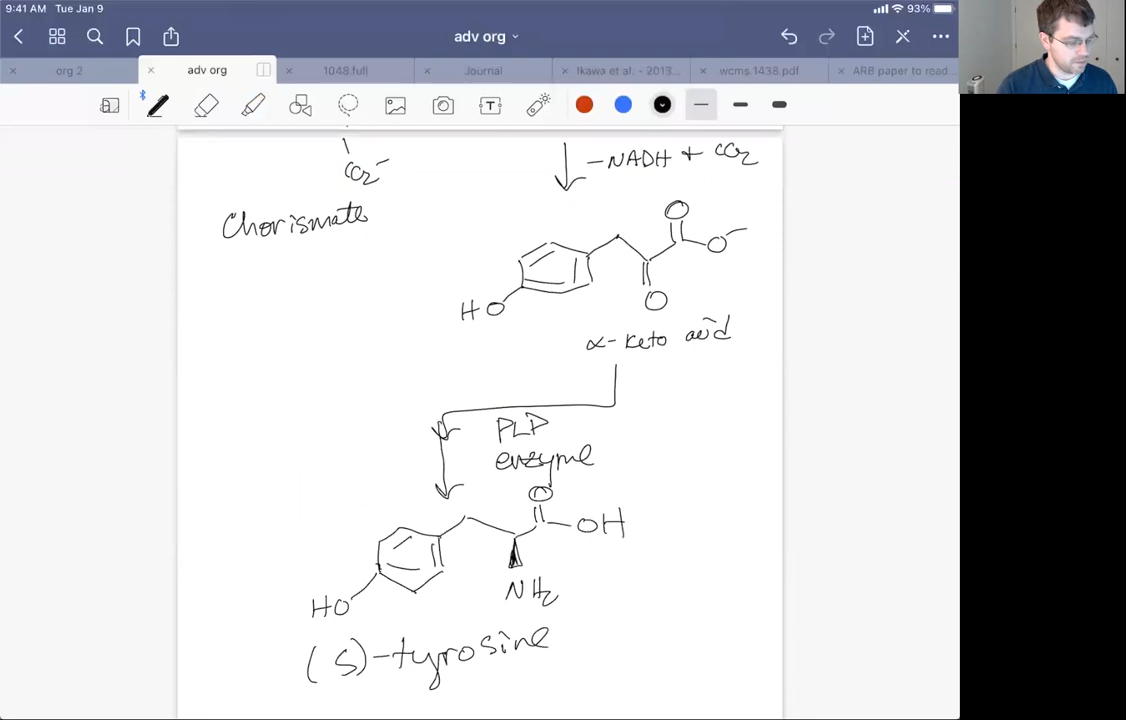 9:41 AM Tue Jan 9
93%
adv org
org 2
adv org
1048.full
Journal
Ikawa et al. - 2013...
wcms.1438.pdf
ARB paper to read...
T
CO2-
-NADH + CO2
Chorismate
O
O-
HO
O
α-keto acid
PLP
enzyme
O
OH
NH2
HO
(S)-tyrosine